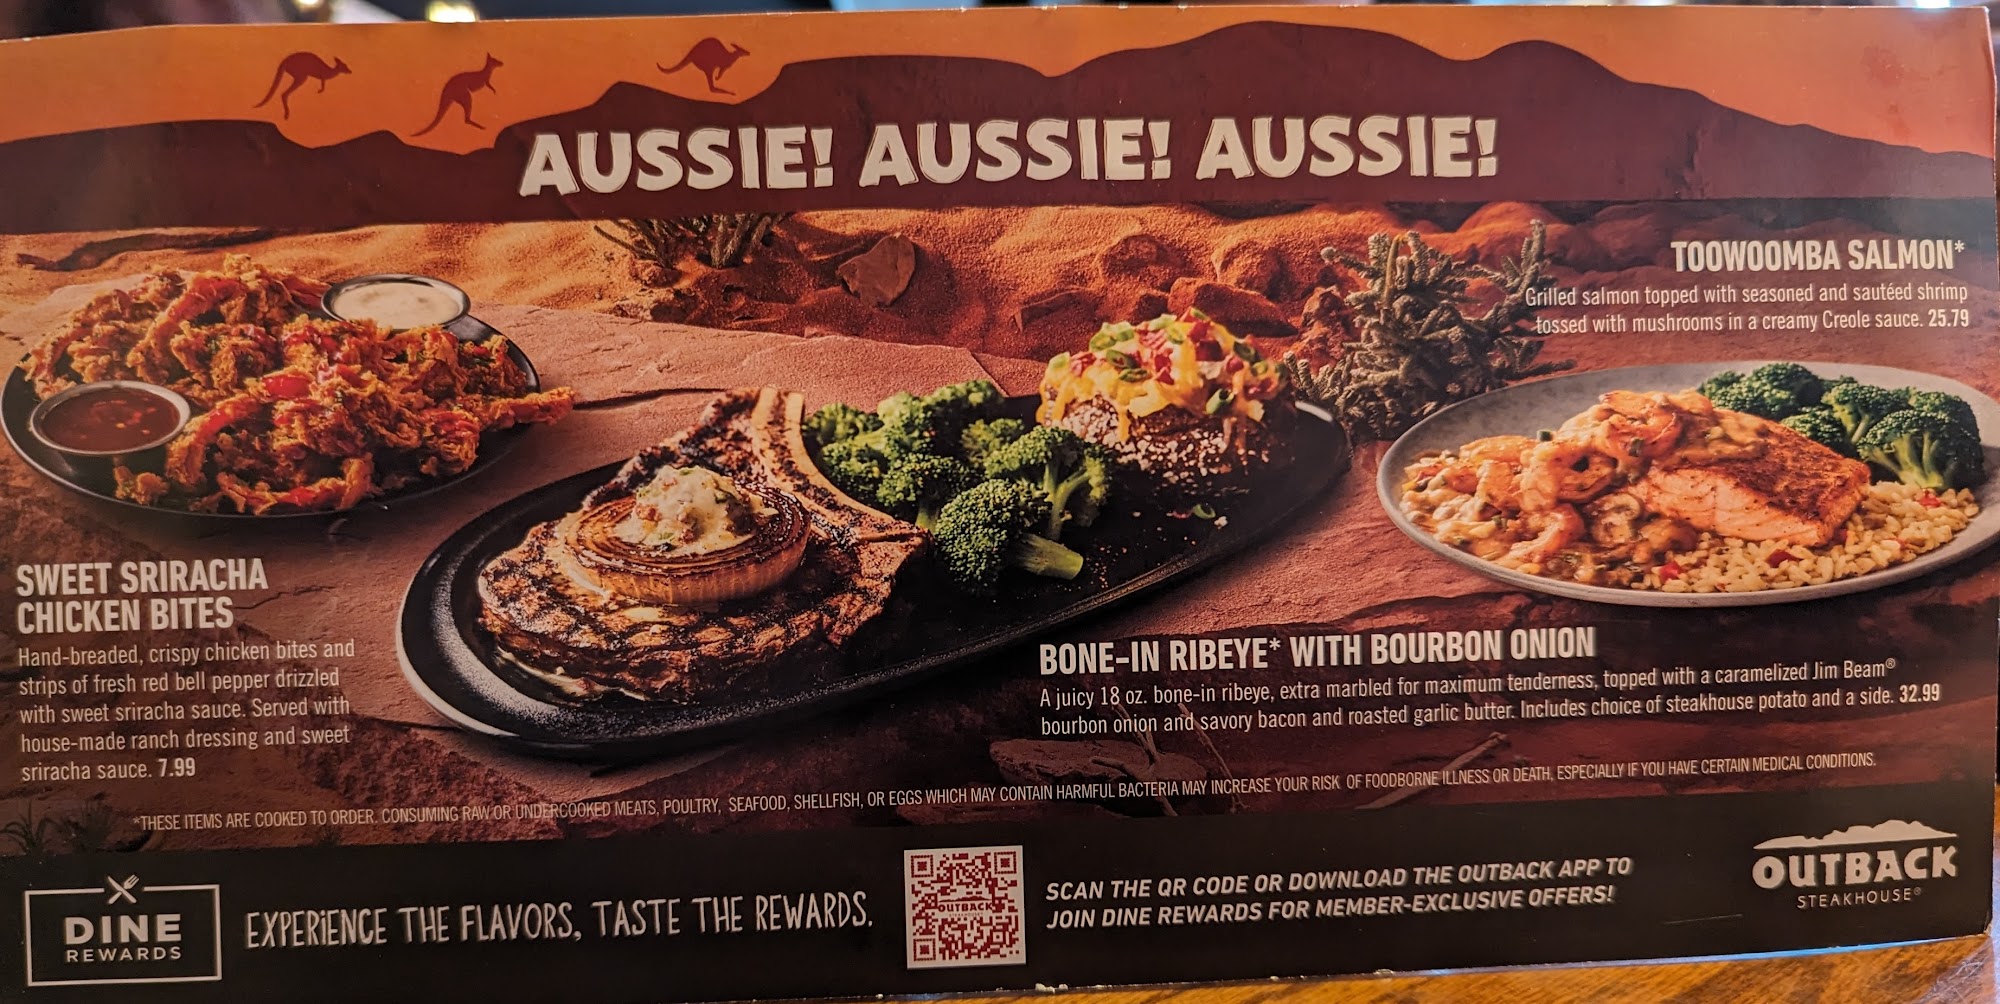 AUSSIE! AUSSIE! AUSSIE!
TOOWOOMBA SALMON*
Grilled salmon topped with seasoned and sautéed shrimp
tossed with mushrooms in a creamy Creole sauce. 25.79
SWEET SRIRACHA
CHICKEN BITES
Hand-breaded, crispy chicken bites and
strips of fresh red bell pepper drizzled
with sweet sriracha sauce. Served with
house-made ranch dressing and sweet
sriracha sauce. 7.99
BONE-IN RIBEYE* WITH BOURBON ONION
A juicy 18 oz. bone-in ribeye, extra marbled for maximum tenderness, topped with a caramelized Jim Beam®
bourbon onion and savory bacon and roasted garlic butter. Includes choice of steakhouse potato and a side. 32.99
*THESE ITEMS ARE COOKED TO ORDER. CONSUMING RAW OR UNDERCOOKED MEATS, POULTRY, SEAFOOD, SHELLFISH, OR EGGS WHICH MAY CONTAIN HARMFUL BACTERIA MAY INCREASE YOUR RISK OF FOODBORNE ILLNESS OR DEATH, ESPECIALLY IF YOU HAVE CERTAIN MEDICAL CONDITIONS.
DINE
REWARDS
EXPERIENCE THE FLAVORS, TASTE THE REWARDS.
OUTBACK
STEAKHOUSE
SCAN THE QR CODE OR DOWNLOAD THE OUTBACK APP TO
JOIN DINE REWARDS FOR MEMBER-EXCLUSIVE OFFERS!
OUTBACK
STEAKHOUSE®